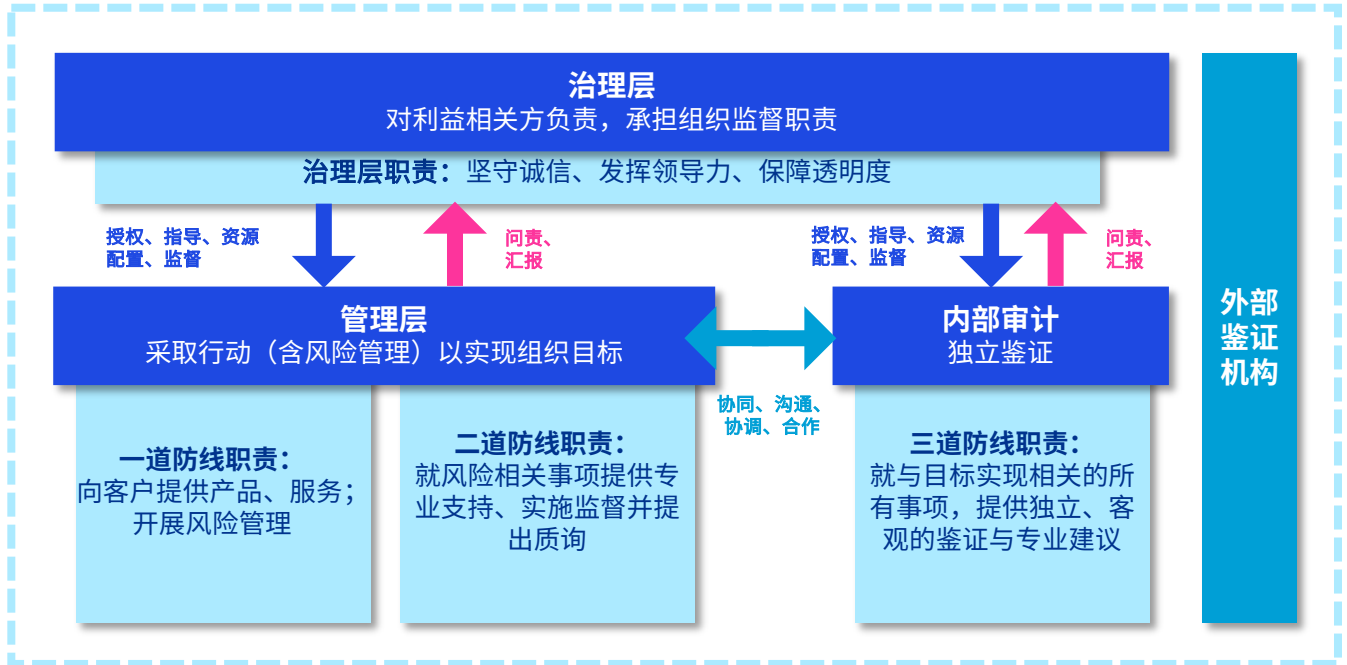 治理层
对利益相关方负责，承担组织监督职责
治理层职责：坚守诚信、发挥领导力、保障透明度
授权、指导、资源
配置、监督
问责、
汇报
授权、指导、资源
配置、监督
问责、
汇报
管理层
采取行动（含风险管理）以实现组织目标
内部审计
独立鉴证
协同、沟通、
协调、合作
一道防线职责：
向客户提供产品、服务；
开展风险管理
二道防线职责：
就风险相关事项提供专
业支持、实施监督并提
出质询
三道防线职责：
就与目标实现相关的所
有事项，提供独立、客
观的鉴证与专业建议
外部
鉴证
机构